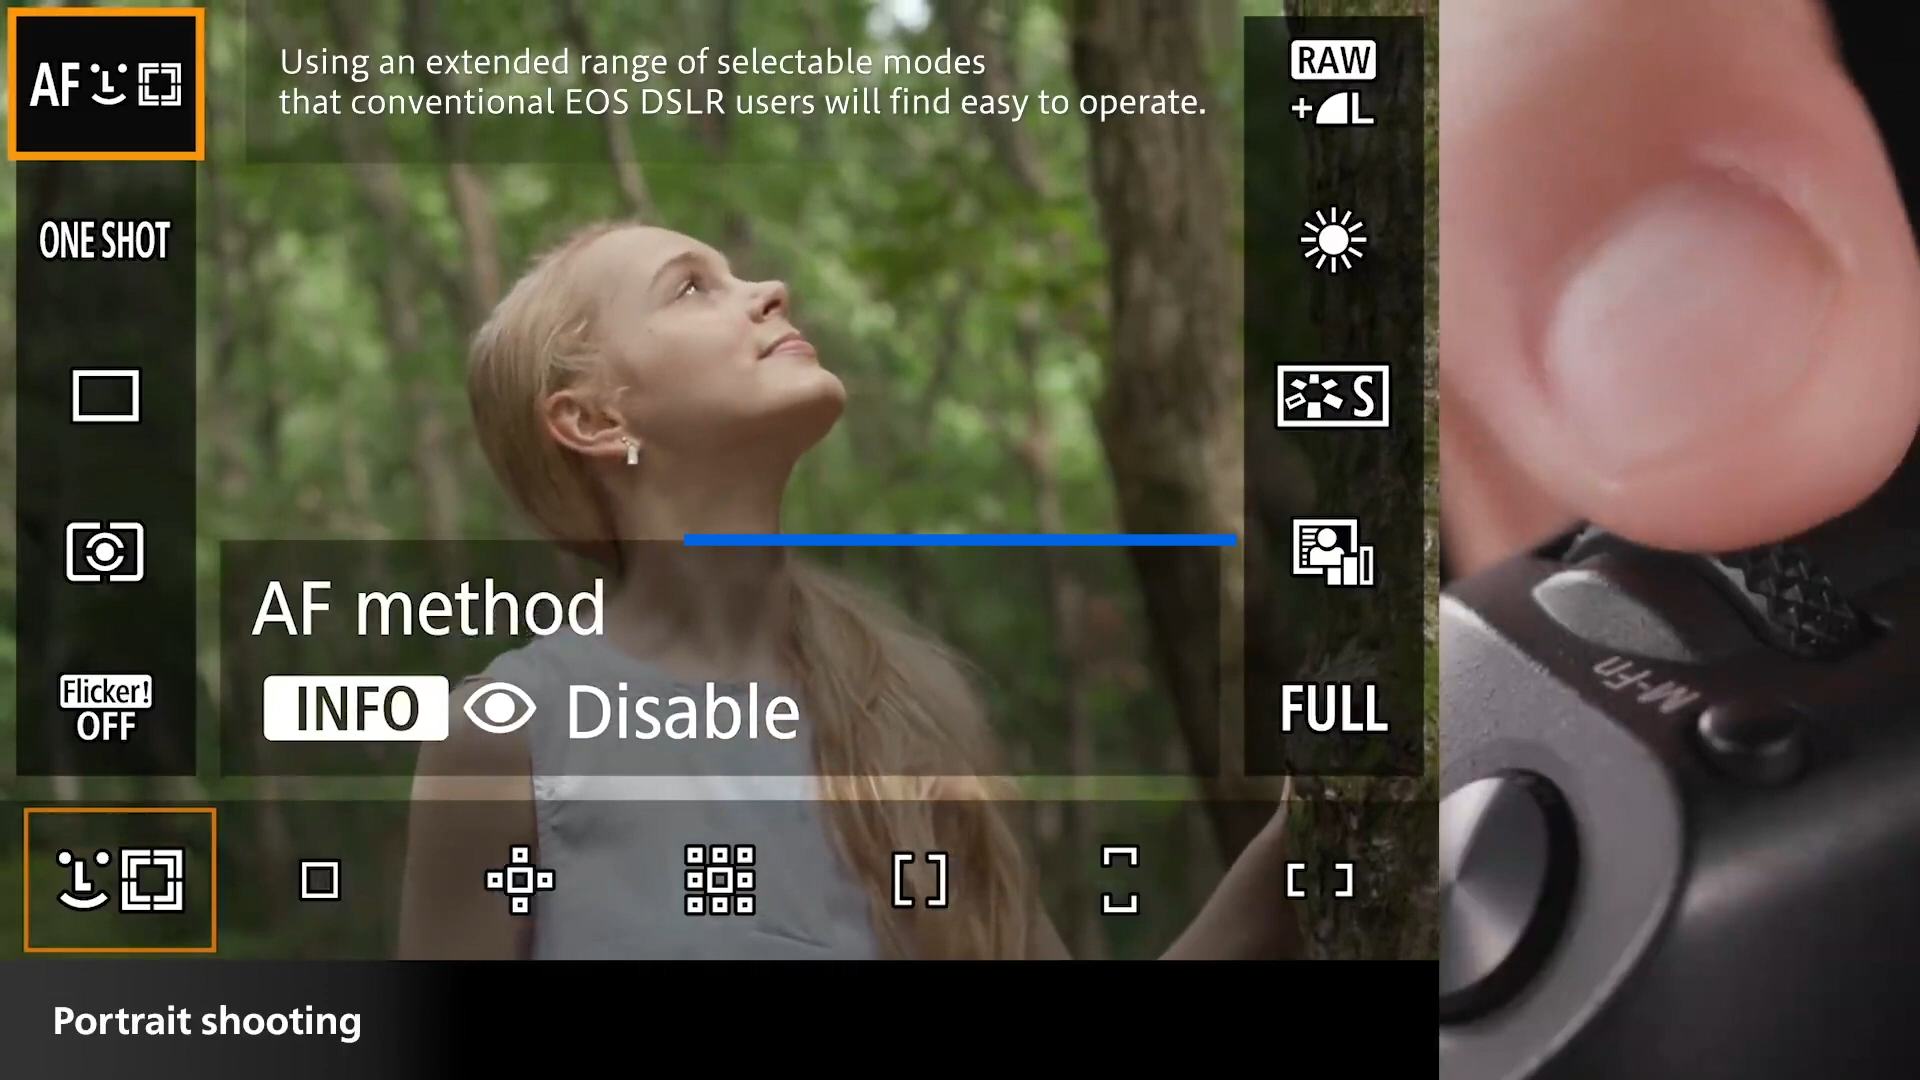 AF
Using an extended range of selectable modes
that conventional EOS DSLR users will find easy to operate.
RAW
+L
ONE SHOT
S
AF method
INFO Disable
Flicker!
OFF
FULL
M-Fn
Portrait shooting